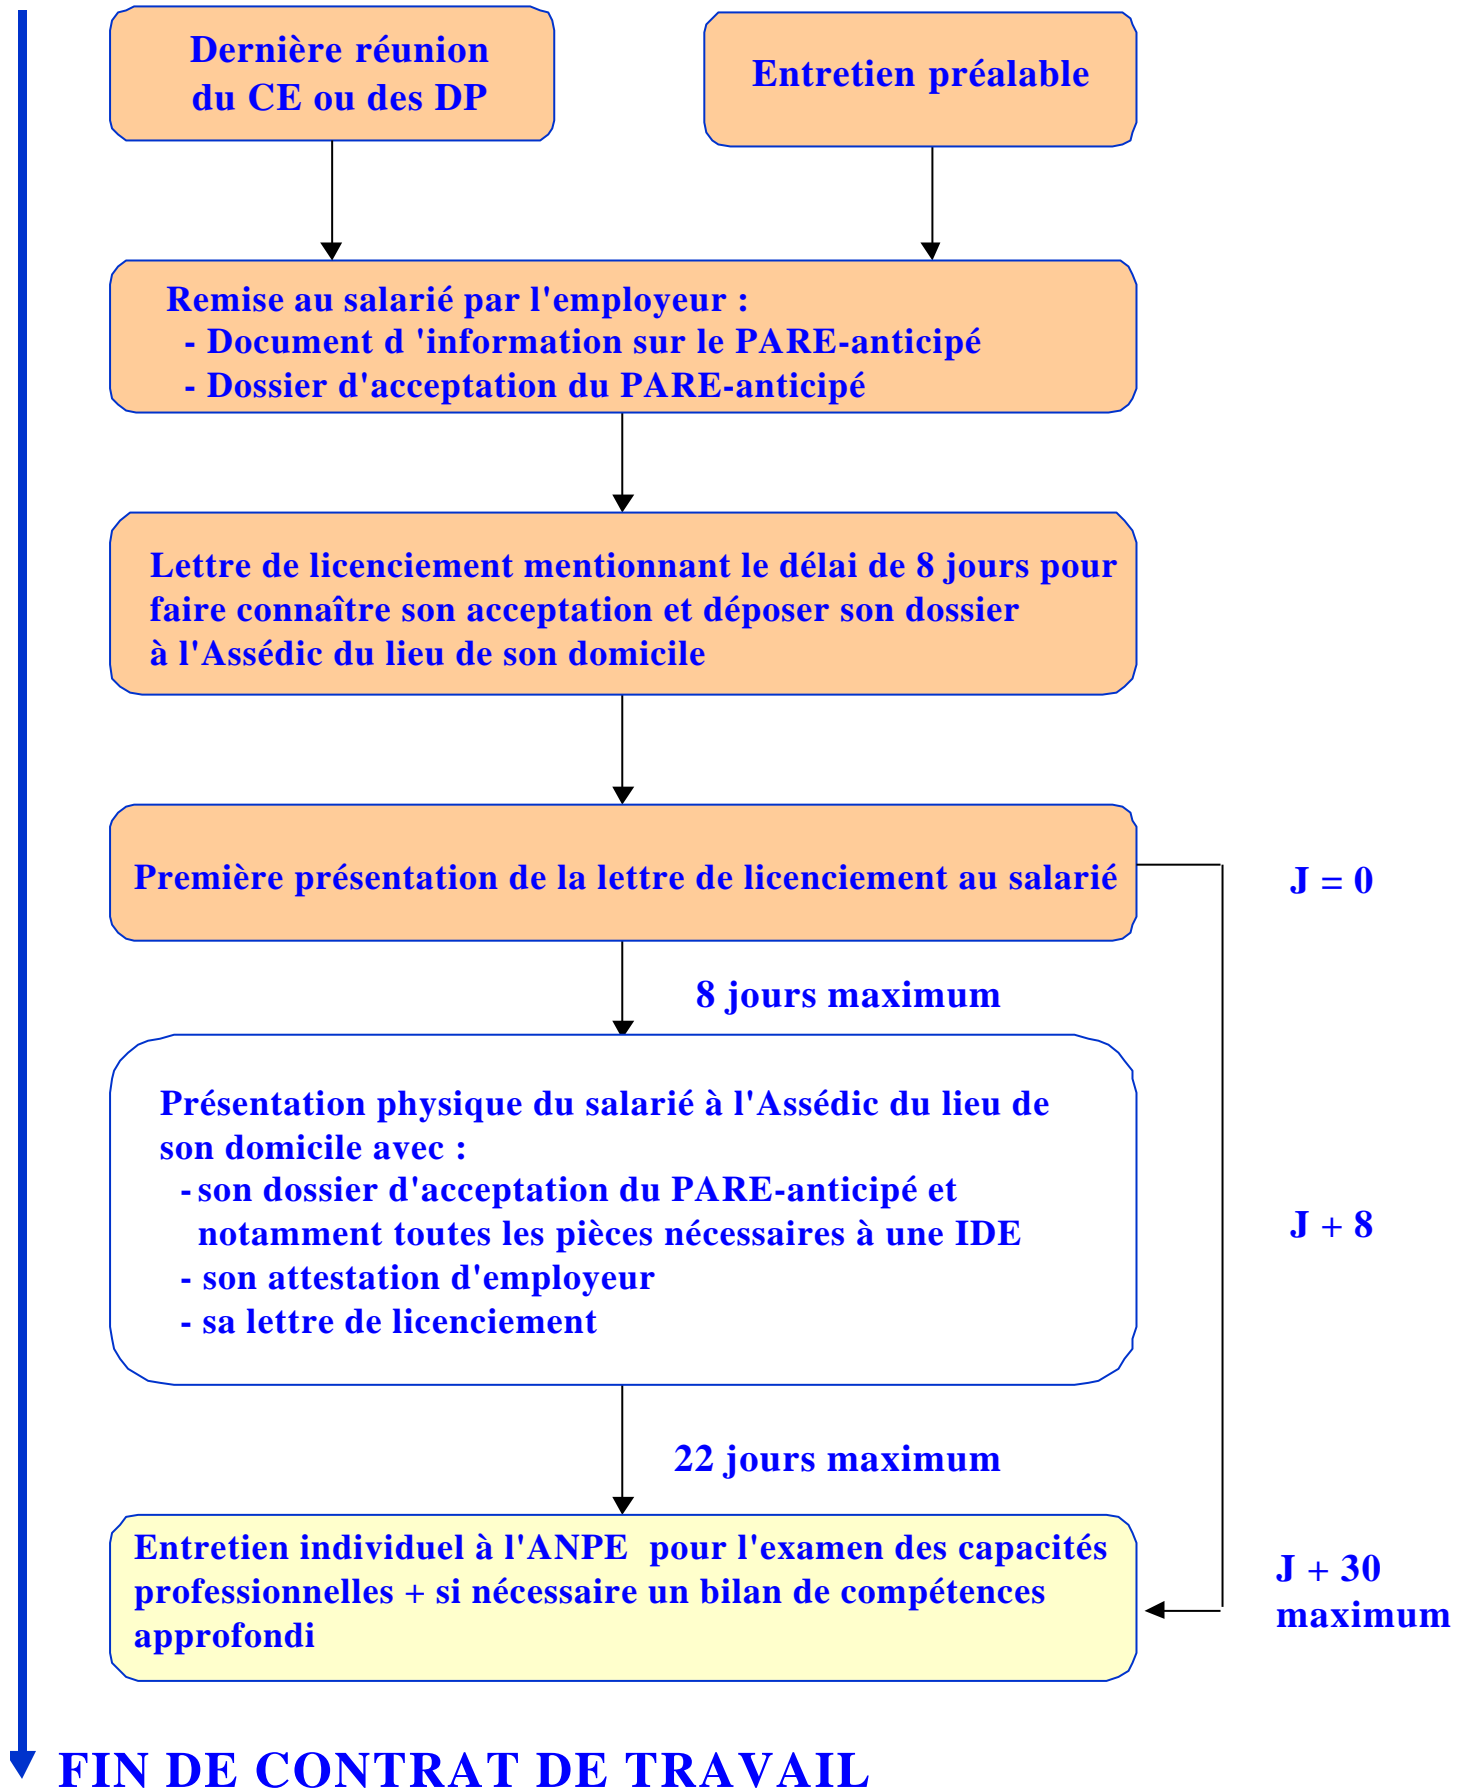 Dernière réunion
du CE ou des DP
Entretien préalable
Remise au salarié par l'employeur :
- Document d 'information sur le PARE-anticipé
- Dossier d'acceptation du PARE-anticipé
Lettre de licenciement mentionnant le délai de 8 jours pour
faire connaître son acceptation et déposer son dossier
à l'Assédic du lieu de son domicile
Première présentation de la lettre de licenciement au salarié
J = 0
8 jours maximum
Présentation physique du salarié à l'Assédic du lieu de
son domicile avec :
- son dossier d'acceptation du PARE-anticipé et
notamment toutes les pièces nécessaires à une IDE
- son attestation d'employeur
- sa lettre de licenciement
J + 8
22 jours maximum
Entretien individuel à l'ANPE pour l'examen des capacités
professionnelles + si nécessaire un bilan de compétences
approfondi
J + 30
maximum
FIN DE CONTRAT DE TRAVAIL